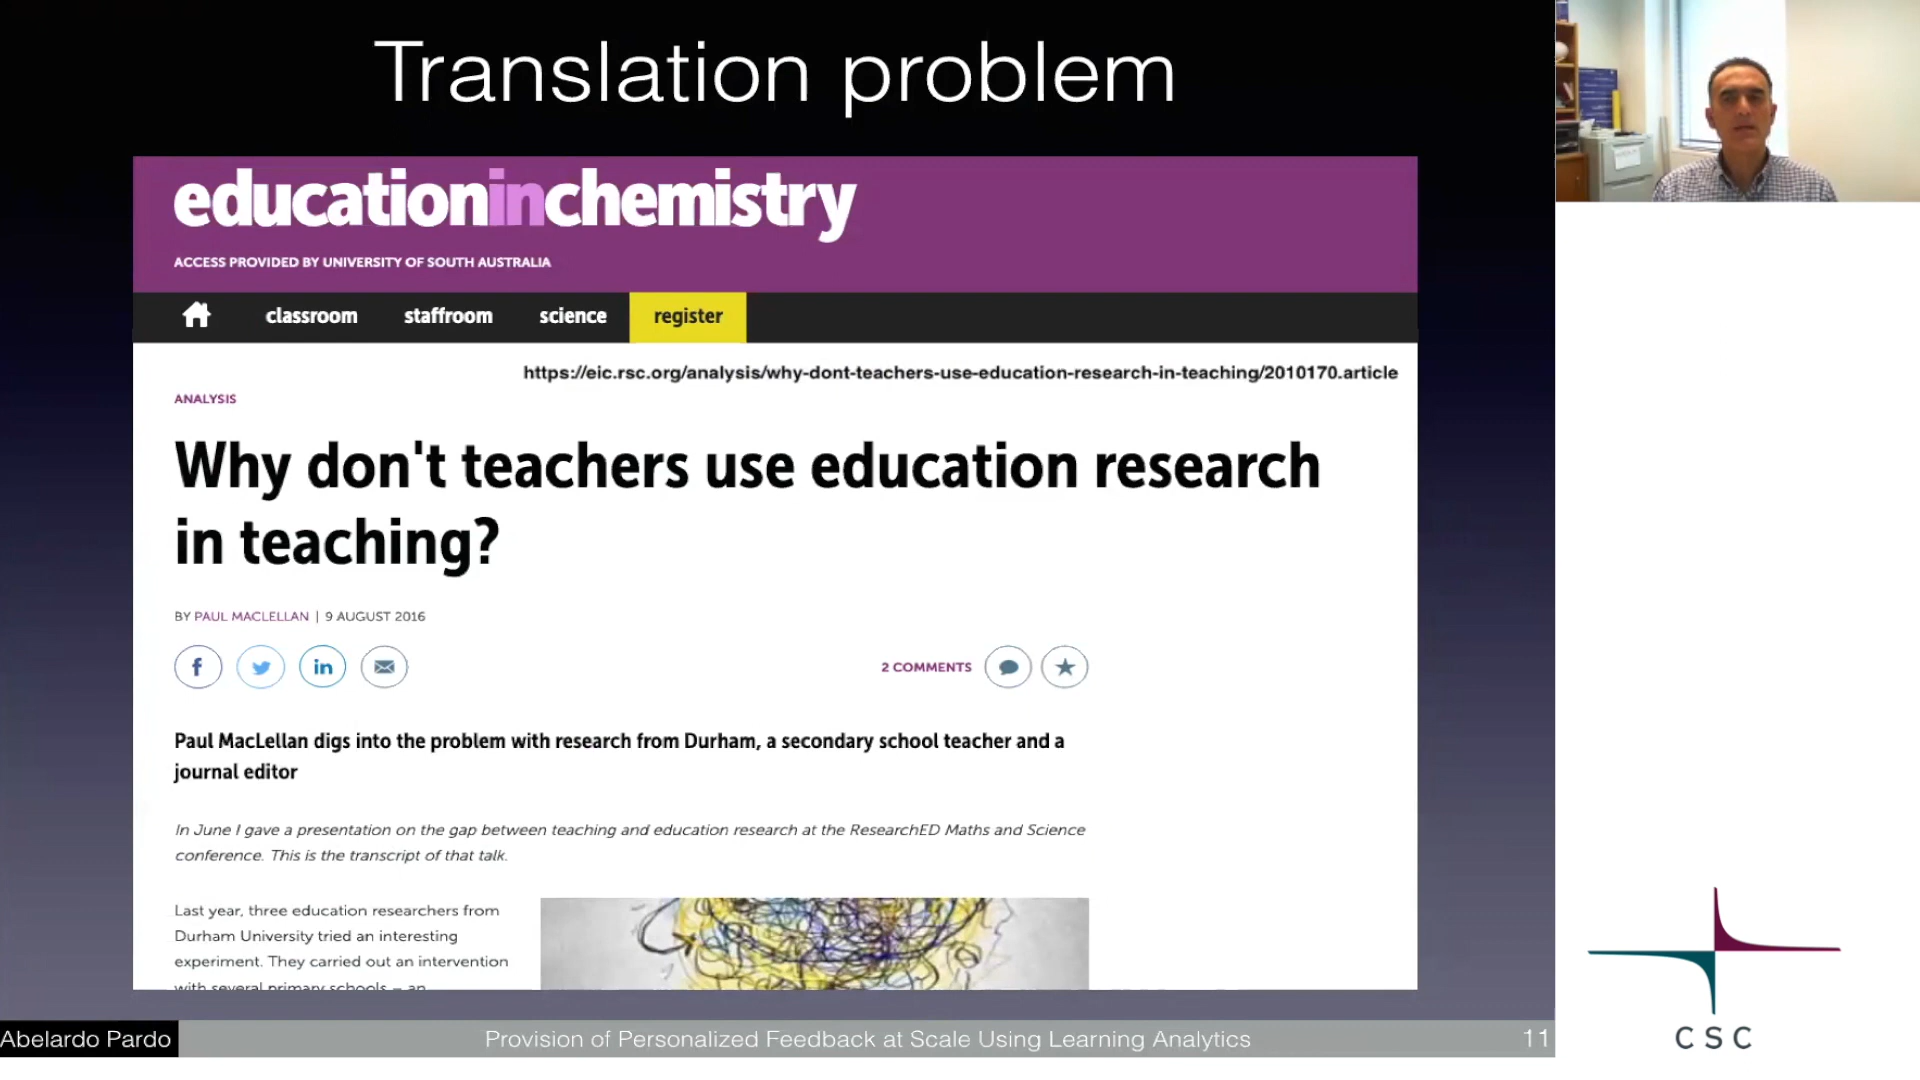 Translation problem
educationinchemistry
ACCESS PROVIDED BY UNIVERSITY OF SOUTH AUSTRALIA
classroom staffroom science register
https://eic.rsc.org/analysis/why-dont-teachers-use-education-research-in-teaching/2010170.article
ANALYSIS
Why don't teachers use education research
in teaching?
BY PAUL MACLELLAN | 9 AUGUST 2016
2 COMMENTS
Paul MacLellan digs into the problem with research from Durham, a secondary school teacher and a
journal editor
In June I gave a presentation on the gap between teaching and education research at the ResearchED Maths and Science
conference. This is the transcript of that talk.
Last year, three education researchers from
Durham University tried an interesting
experiment. They carried out an intervention
with several primary schools – an
Abelardo Pardo
Provision of Personalized Feedback at Scale Using Learning Analytics
11
CSC